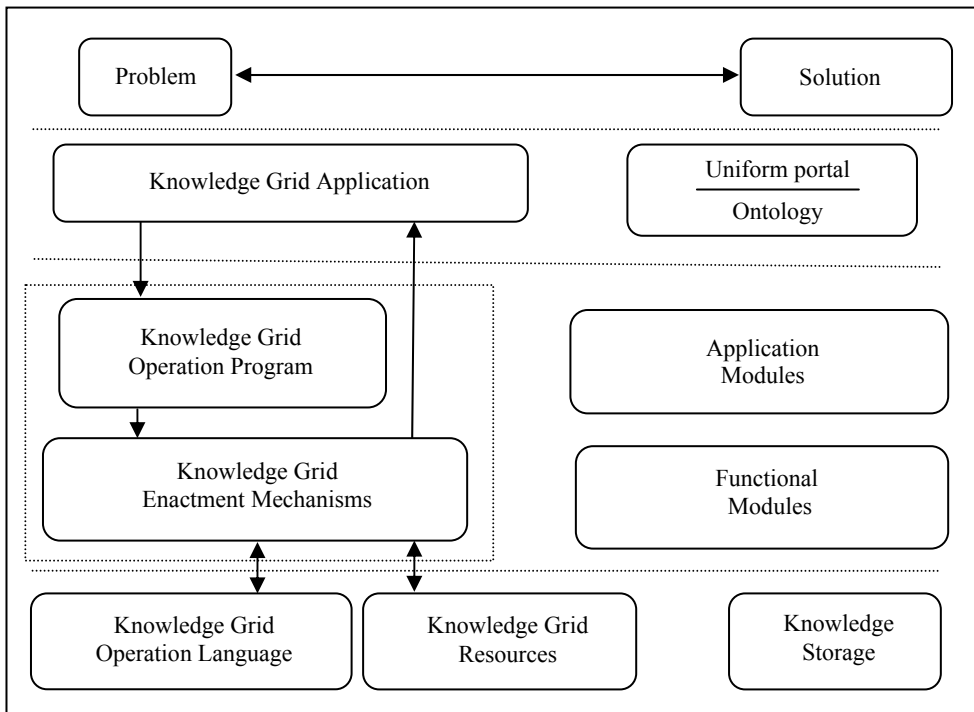 Problem
Solution
Knowledge Grid Application
Uniform portal
Ontology
Knowledge Grid
Operation Program
Application
Modules
Knowledge Grid
Enactment Mechanisms
Functional
Modules
Knowledge Grid
Operation Language
Knowledge Grid
Resources
Knowledge
Storage